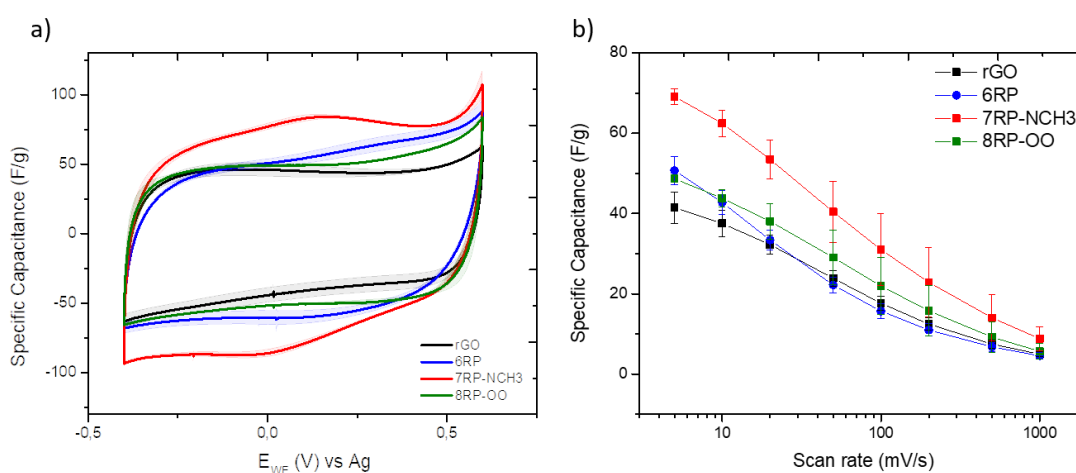 a)
Specific Capacitance (F/g)
100
50
0
-50
-100
-0,5
0,0
0,5
E_WE (V) vs Ag
rGO
6RP
7RP-NCH3
8RP-OO
b)
Specific Capacitance (F/g)
80
60
40
20
0
10
100
1000
Scan rate (mV/s)
rGO
6RP
7RP-NCH3
8RP-OO